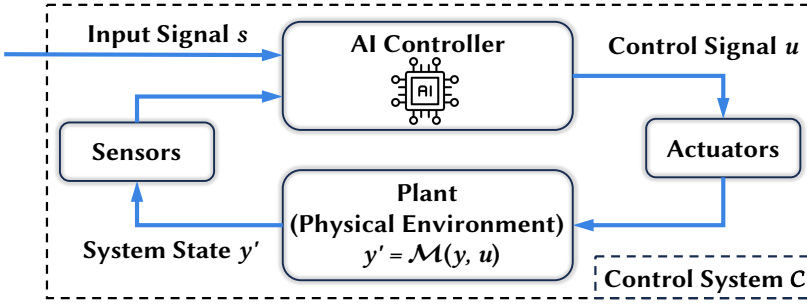 Input Signal s
AI Controller
AI
Control Signal u
Sensors
Actuators
Plant
(Physical Environment)
y' = ℳ(y, u)
System State y'
Control System C